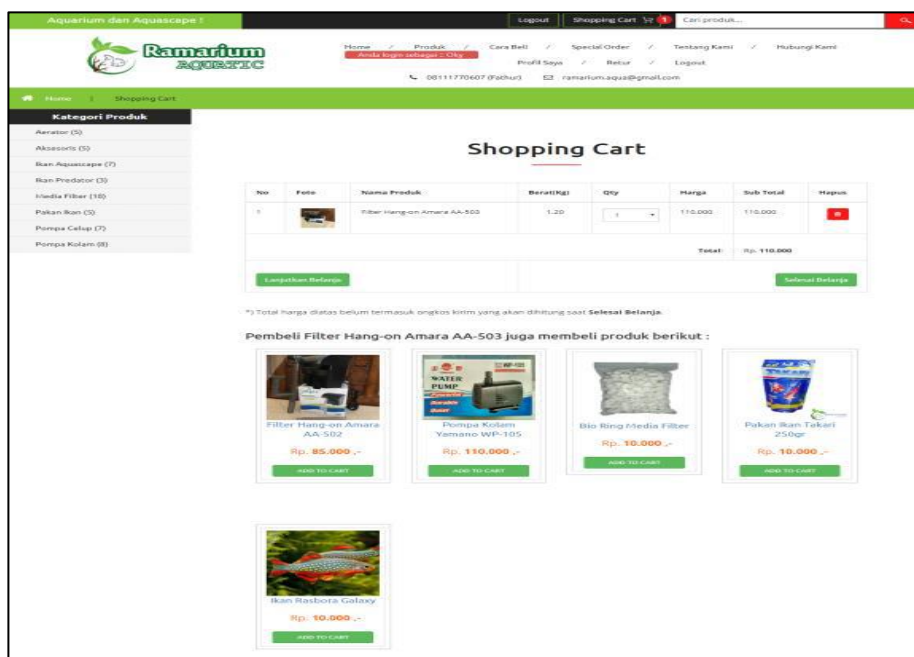 Aquarium dan Aquascape !
Logout
Shopping Cart 1
Cari produk...
Ramarium
AQUATIC
Home / Produk / Cara Beli / Special Order / Tentang Kami / Hubungi Kami
Anda login sebagai : Oky
Profil Saya / Retur / Logout
08111770607 (Fathur) ramarium.aqua@gmail.com
Home Shopping Cart
Kategori Produk
Aerator (5)
Aksesoris (5)
Ikan Aquascape (7)
Ikan Predator (3)
Media Filter (10)
Pakan Ikan (5)
Pompa Celup (7)
Pompa Kolam (8)
Shopping Cart
No Foto Nama Produk Berat(Kg) Qty Harga Sub Total Hapus
1 Filter Hang-on Amara AA-503 1.20 1 110.000 110.000
Total: Rp. 110.000
Lanjutkan Belanja
Selesai Belanja
*) Total harga diatas belum termasuk ongkos kirim yang akan dihitung saat Selesai Belanja.
Pembeli Filter Hang-on Amara AA-503 juga membeli produk berikut :
Filter Hang-on Amara
AA-502
Rp. 85.000 ,-
ADD TO CART
WATER
PUMP
Pompa Kolam
Yamano WP-105
Rp. 110.000 ,-
ADD TO CART
Bio Ring Media Filter
Rp. 10.000 ,-
ADD TO CART
TAKARI
Pakan Ikan Takari
250gr
Rp. 10.000 ,-
ADD TO CART
Ikan Rasbora Galaxy
Rp. 10.000 ,-
ADD TO CART